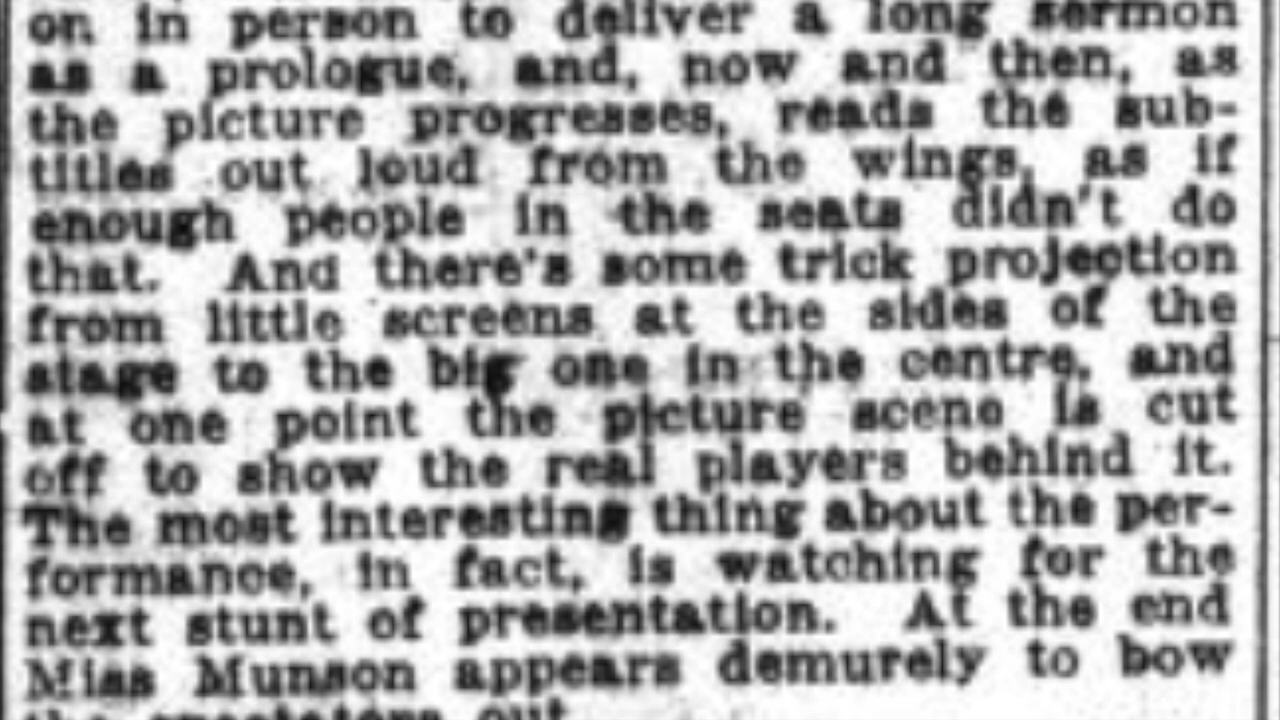 on in person to deliver a long sermon
as a prologue, and, now and then, as
the picture progresses, reads the sub-
titles out loud from the wings, as if
enough people in the seats didn't do
that. And there's some trick projection
from little screens at the sides of the
stage to the big one in the centre, and
at one point the picture scene is cut
off to show the real players behind it.
The most interesting thing about the per-
formance, in fact, is watching for the
next stunt of presentation. At the end
Miss Munson appears demurely to bow
the spectators out